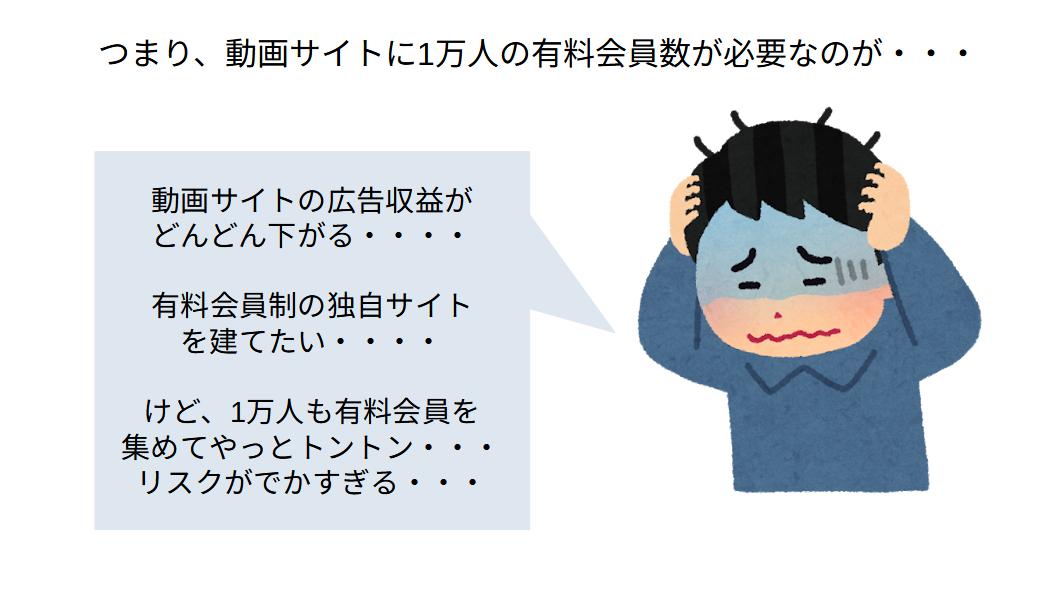 つまり、動画サイトに1万人の有料会員数が必要なのが・・・
動画サイトの広告収益が
どんどん下がる・・・・
有料会員制の独自サイト
を建てたい・・・・
けど、1万人も有料会員を
集めてやっとトントン・・・
リスクがでかすぎる・・・